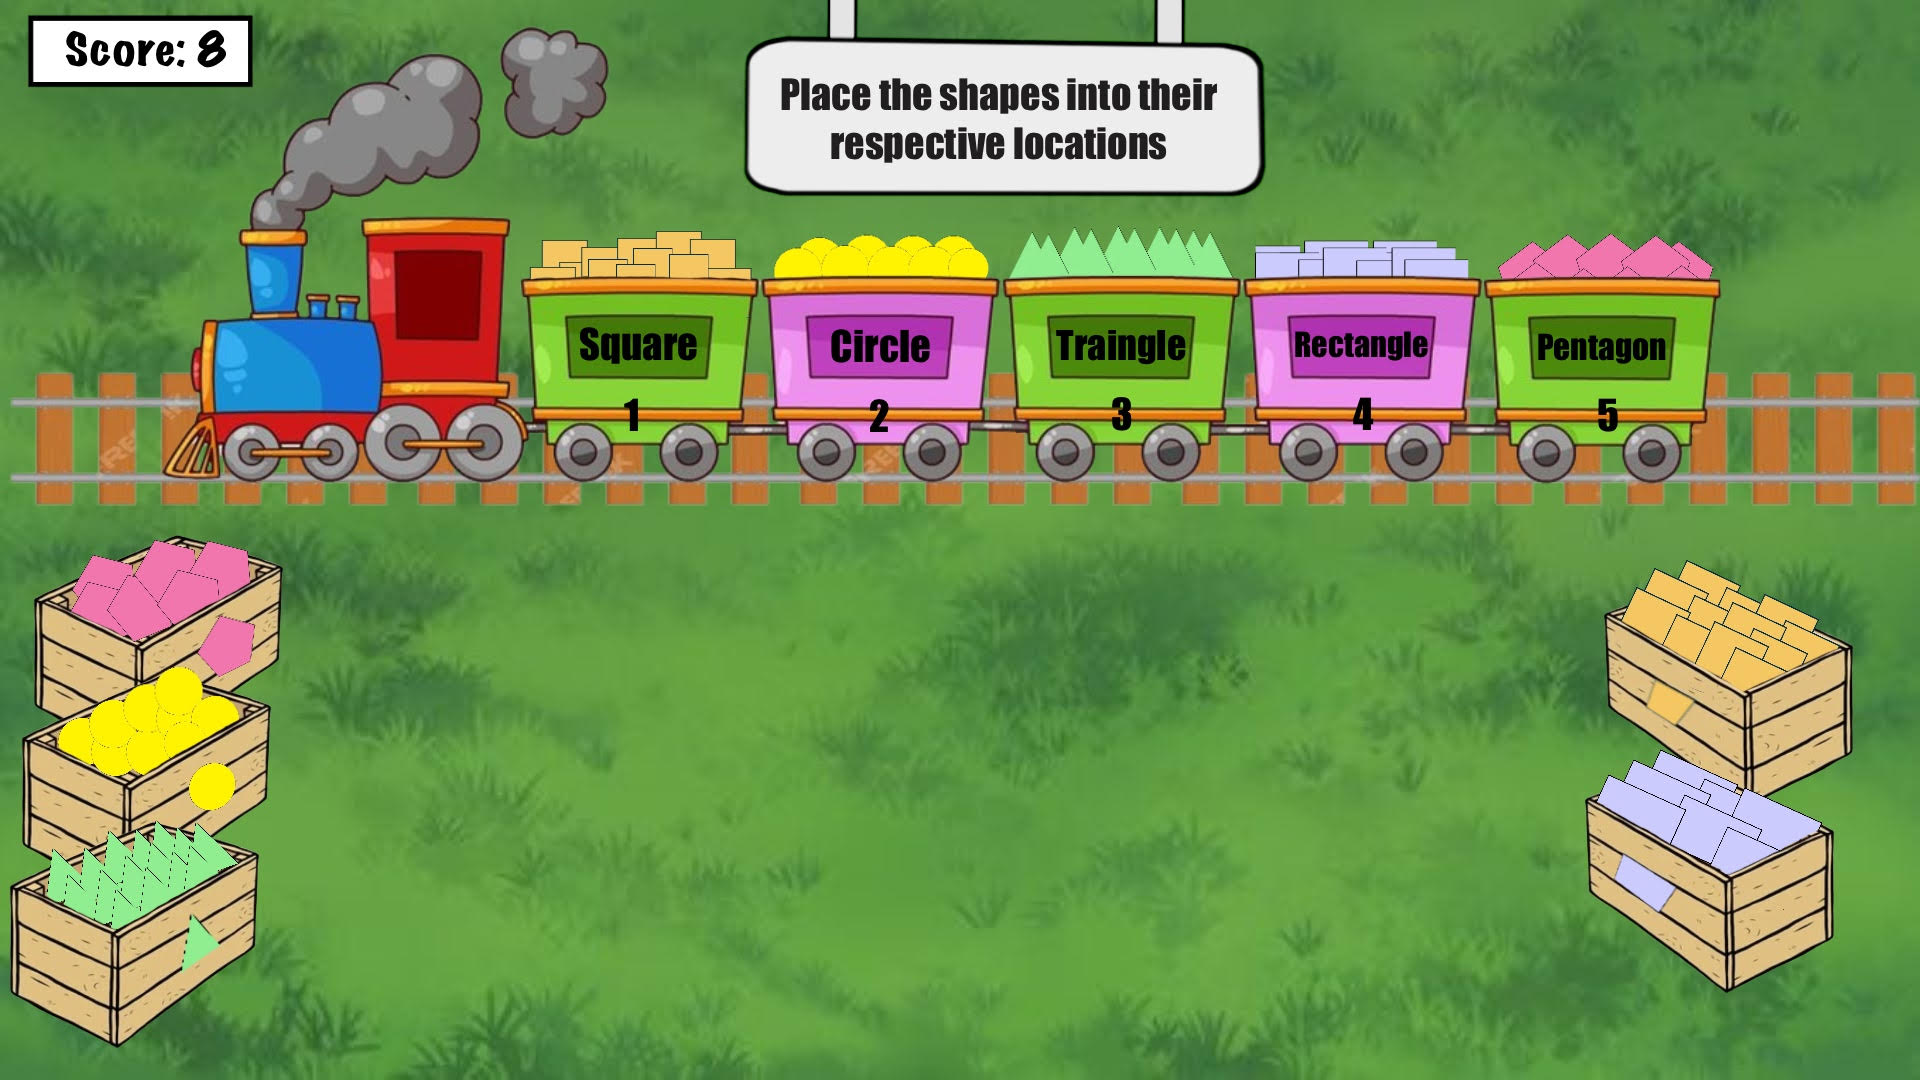 Score: 8
Place the shapes into their
respective locations
Square
Circle
Traingle
Rectangle
Pentagon
1
2
3
4
5